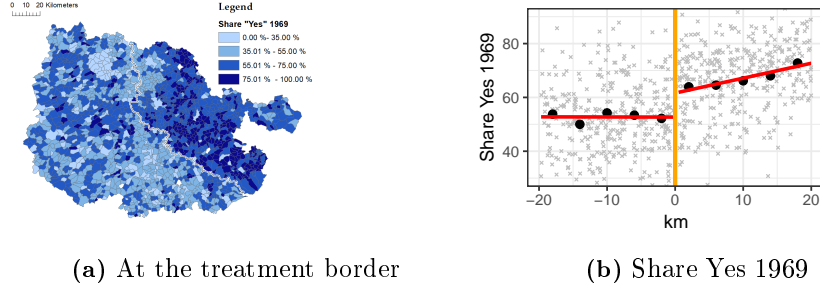 0 10 20 Kilometers
Legend
Share "Yes" 1969
0.00 %- 35.00 %
35.01 % - 55.00 %
55.01 % - 75.00 %
75.01 % - 100.00 %
Share Yes 1969
80
60
40
−20 −10 0 10 20
km
(a) At the treatment border
(b) Share Yes 1969